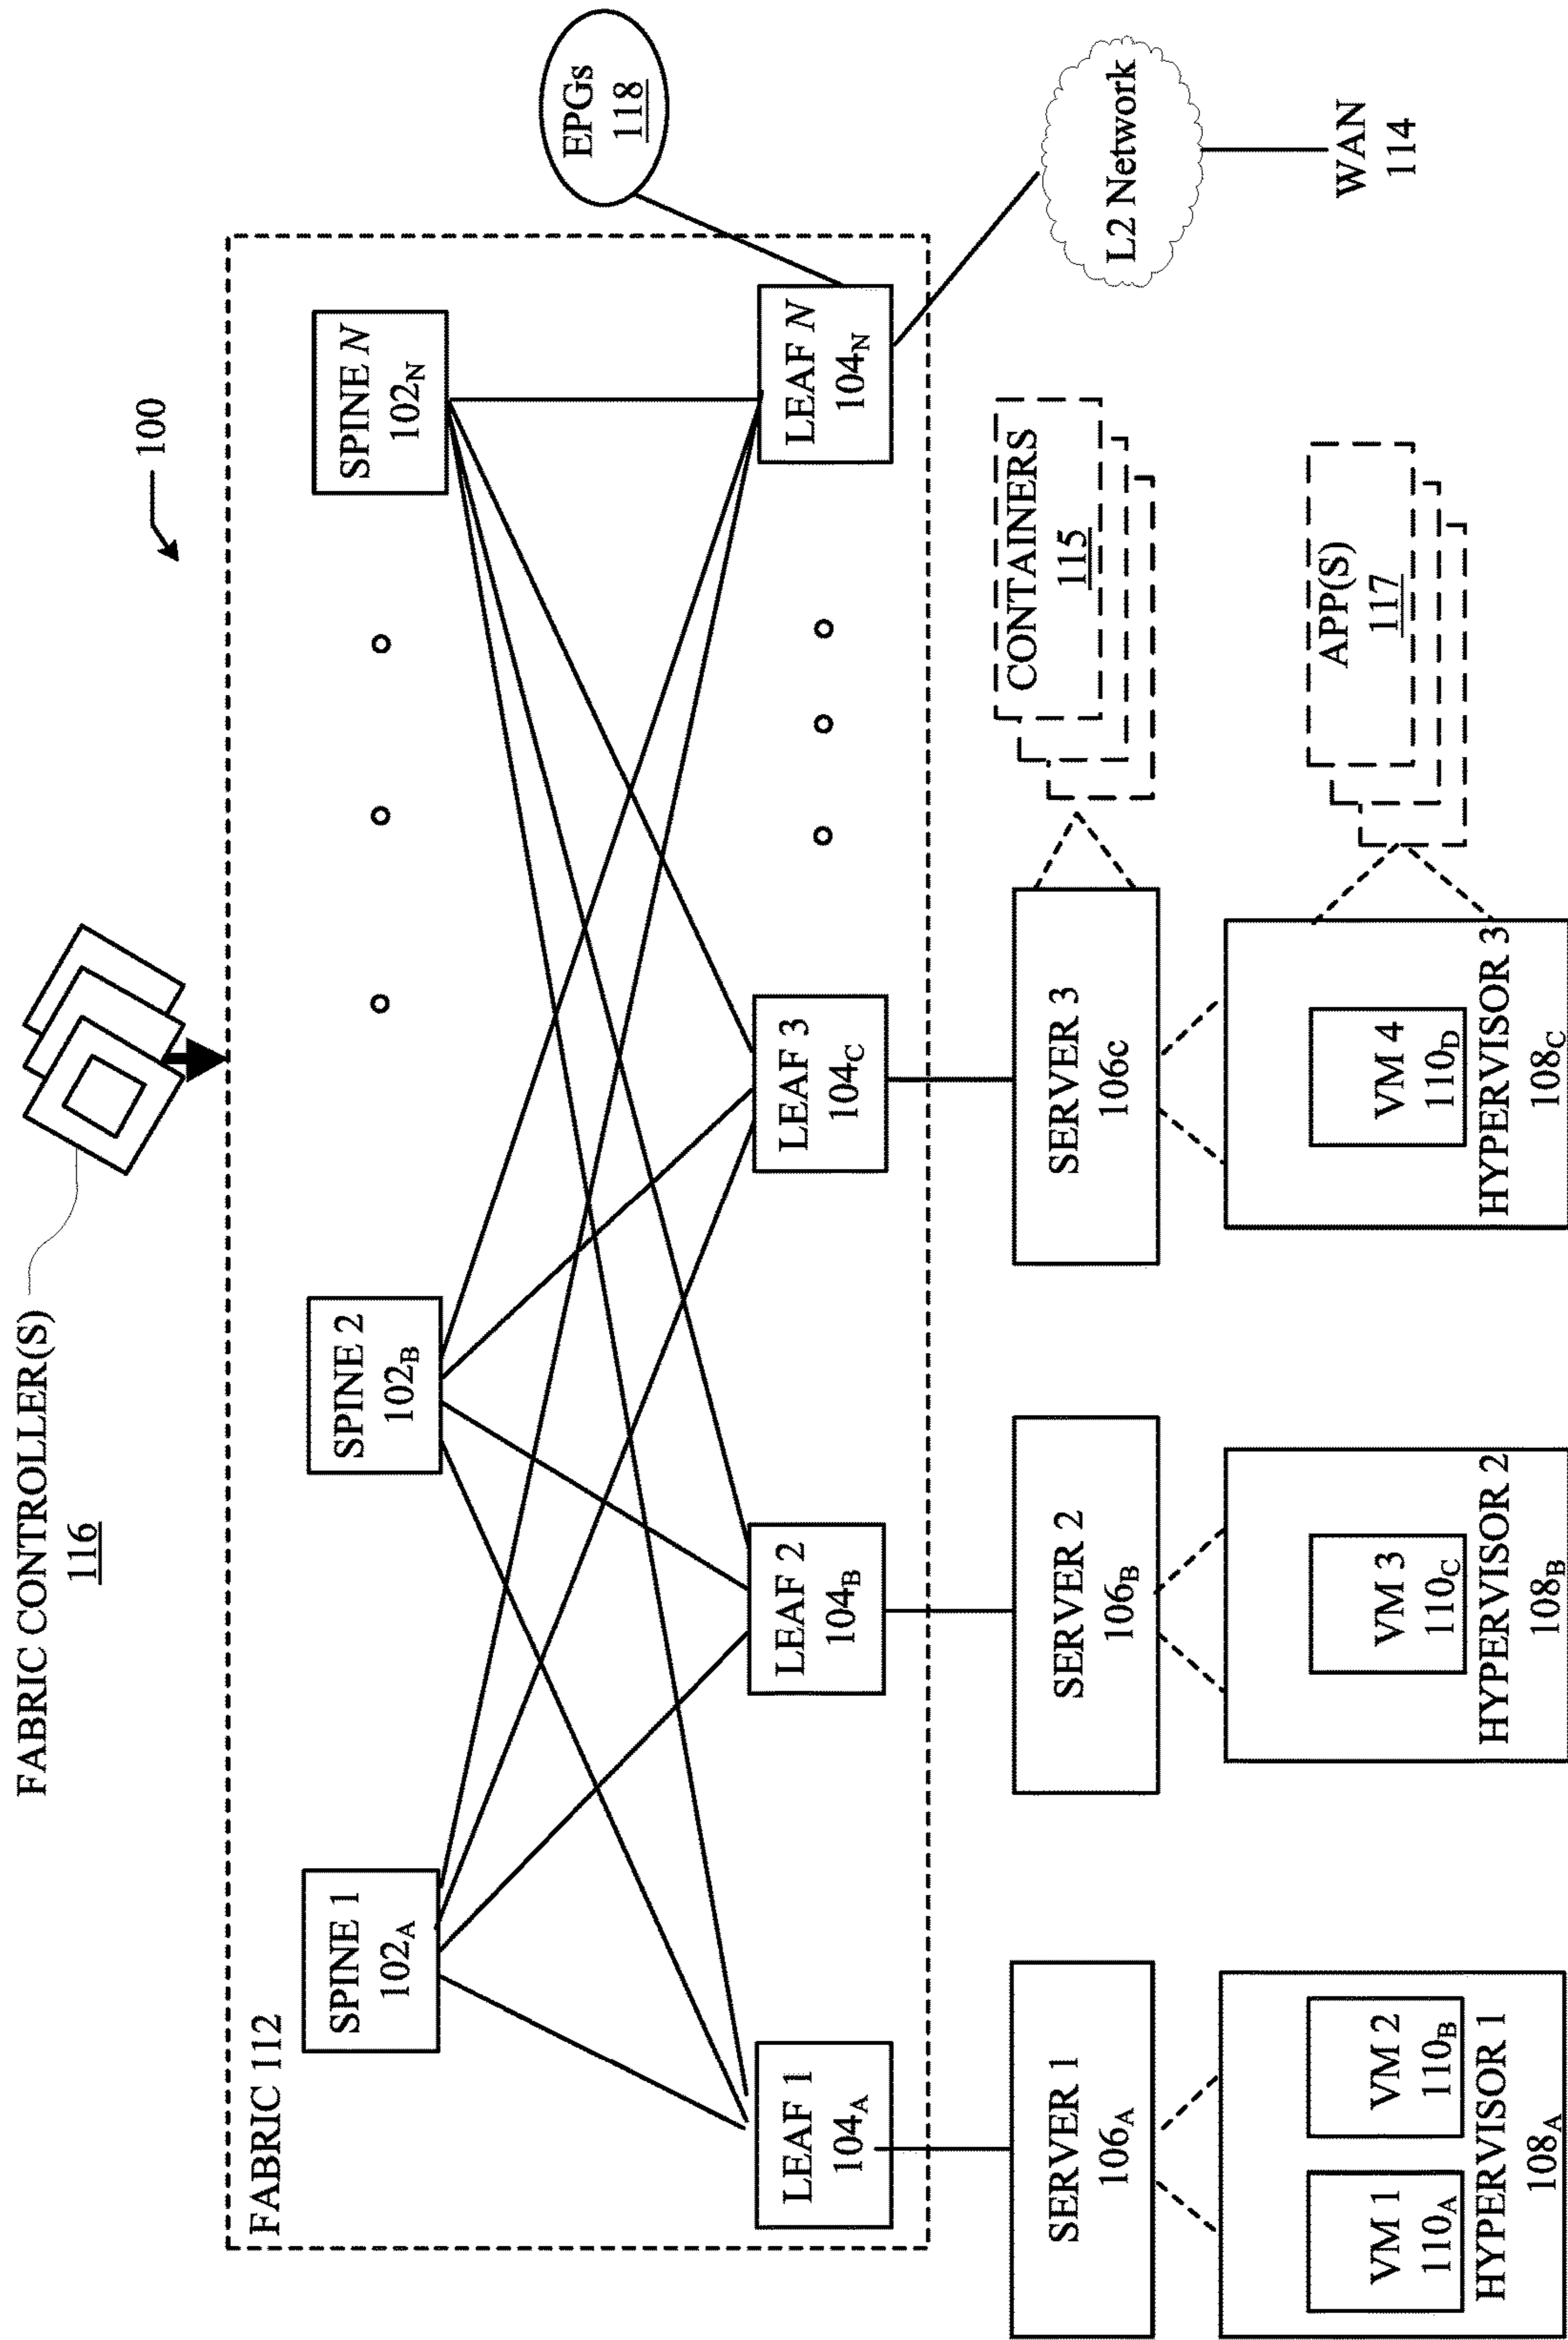 FABRIC CONTROLLER(S)
116
100
FABRIC 112
SPINE 1
102A
SPINE 2
102B
SPINE N
102N
LEAF 1
104A
LEAF 2
104B
LEAF 3
104C
LEAF N
104N
EPGs
118
L2 Network
WAN
114
SERVER 1
106A
SERVER 2
106B
SERVER 3
106c
CONTAINERS
115
APP(S)
117
VM 1
110A
VM 2
110B
HYPERVISOR 1
108A
VM 3
110C
HYPERVISOR 2
108B
VM 4
110D
HYPERVISOR 3
108C